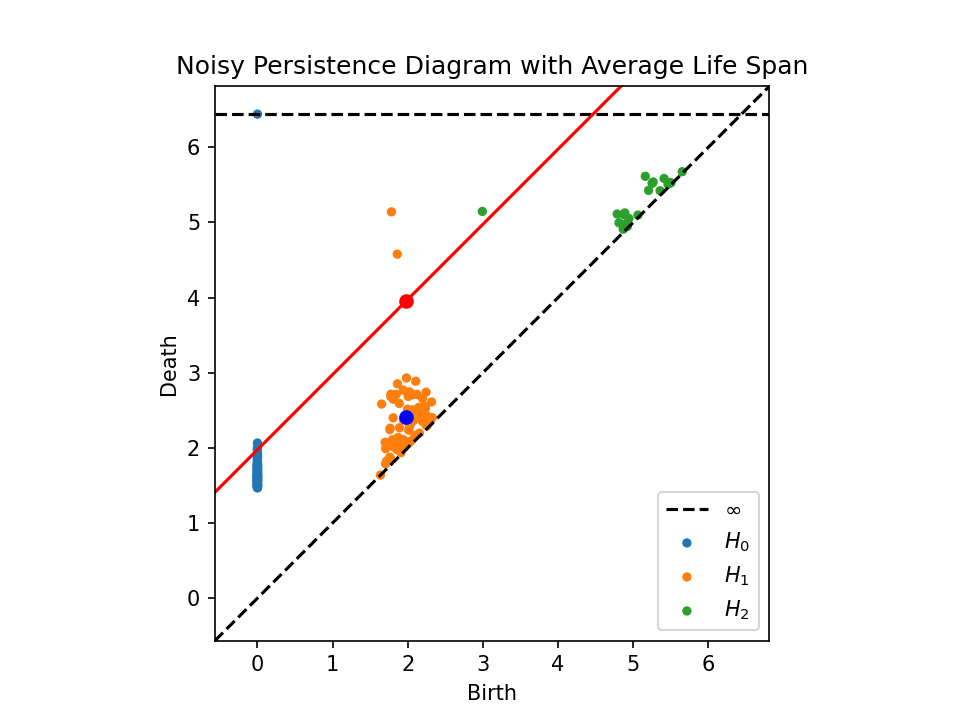 Noisy Persistence Diagram with Average Life Span
Death
6
5
4
3
2
1
0
∞
H₀
H₁
H₂
0 1 2 3 4 5 6
Birth